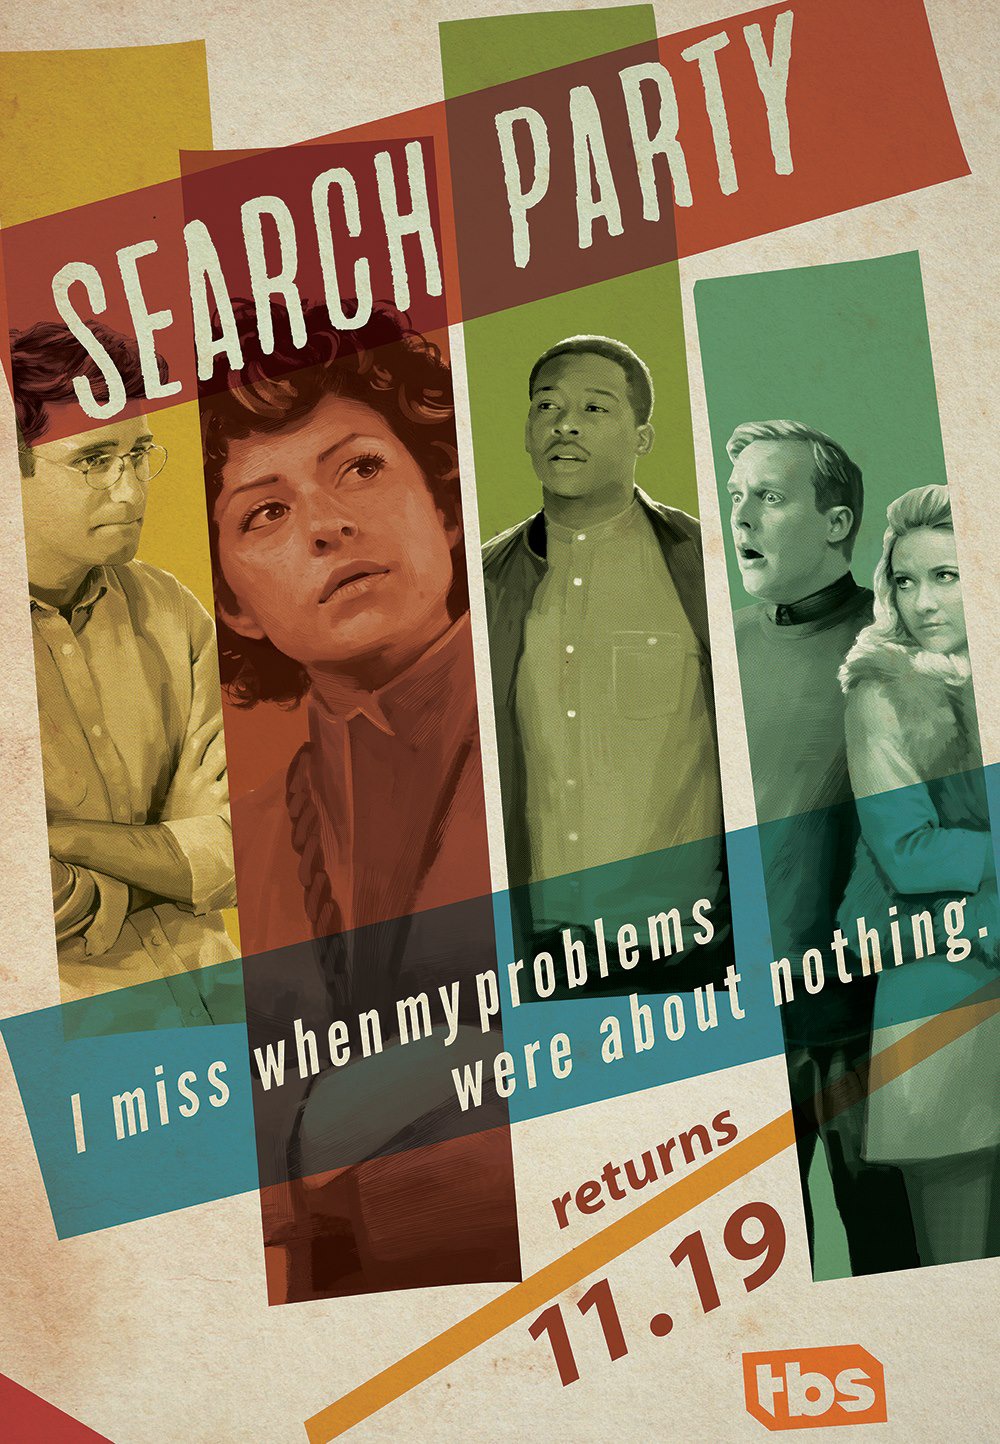 SEARCH PARTY
I miss when my problems
were about nothing.
returns
11.19
tbs